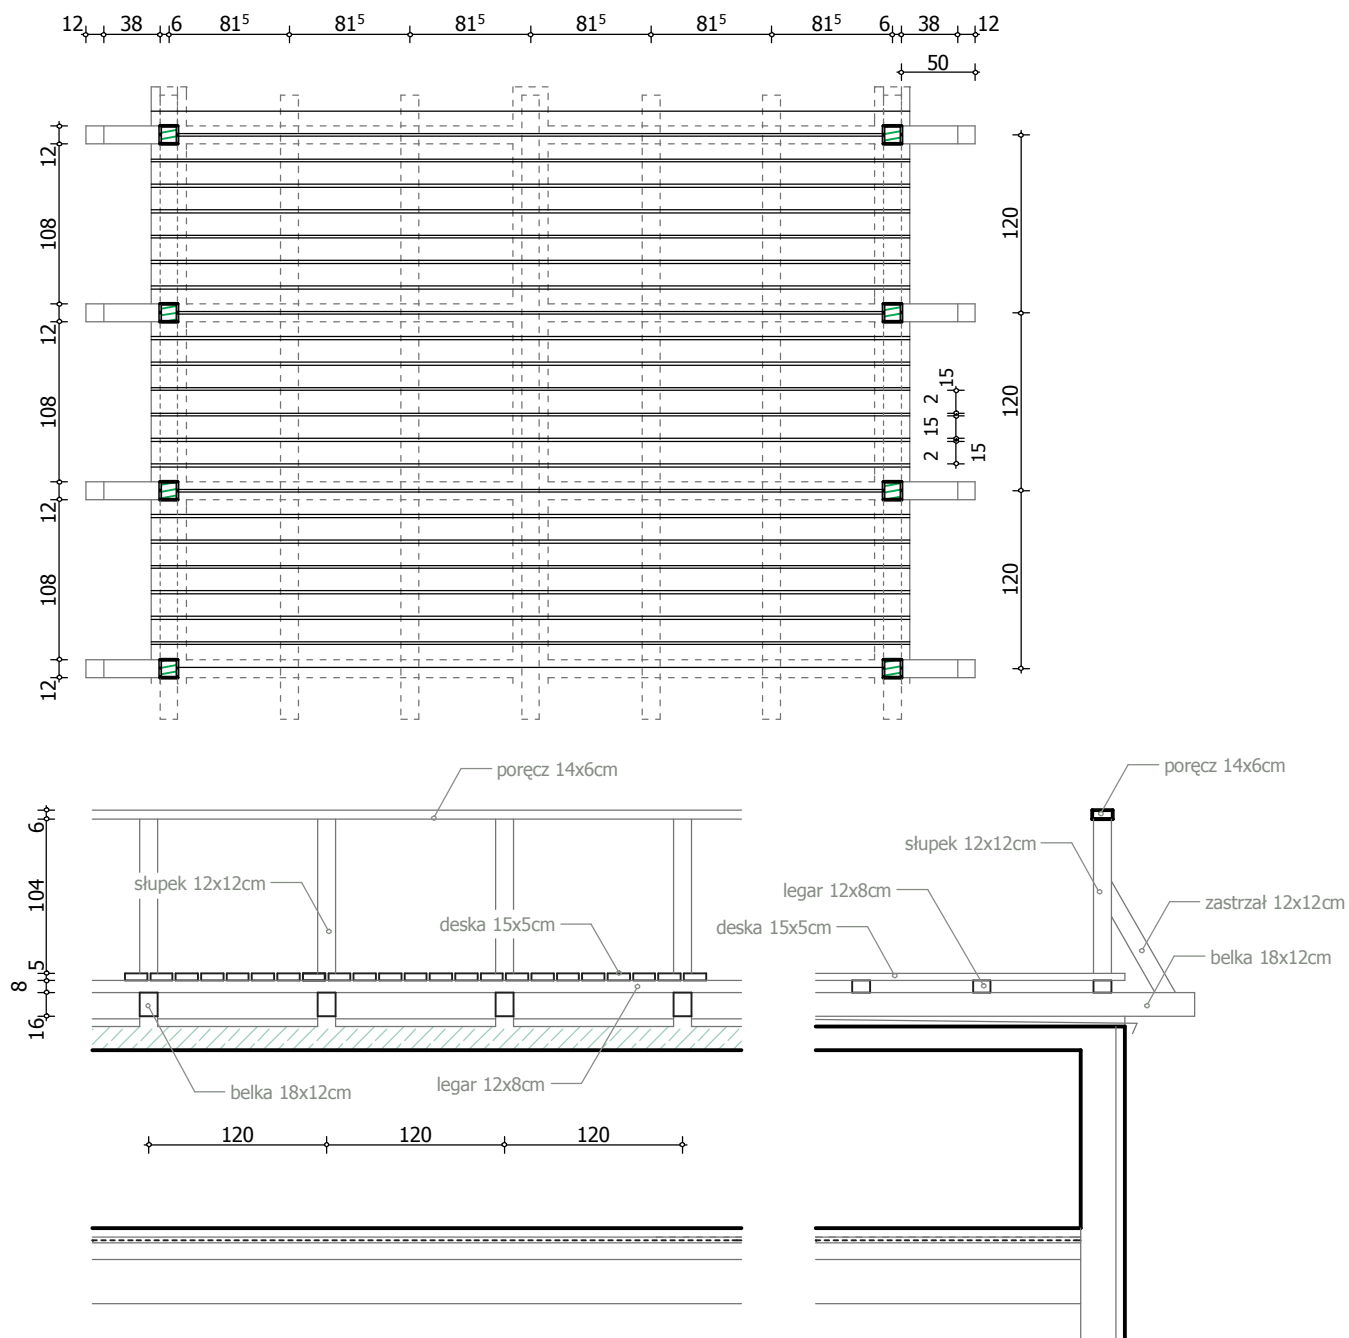 12 38 6 81⁵ 81⁵ 81⁵ 81⁵ 81⁵ 81⁵ 6 38 12
50
12
108
12
108
12
108
12
120
120
120
15
2
15
2
15
poręcz 14x6cm
poręcz 14x6cm
6
104
5
8
16
słupek 12x12cm
deska 15x5cm
słupek 12x12cm
legar 12x8cm
deska 15x5cm
zastrzał 12x12cm
belka 18x12cm
belka 18x12cm
legar 12x8cm
120 120 120